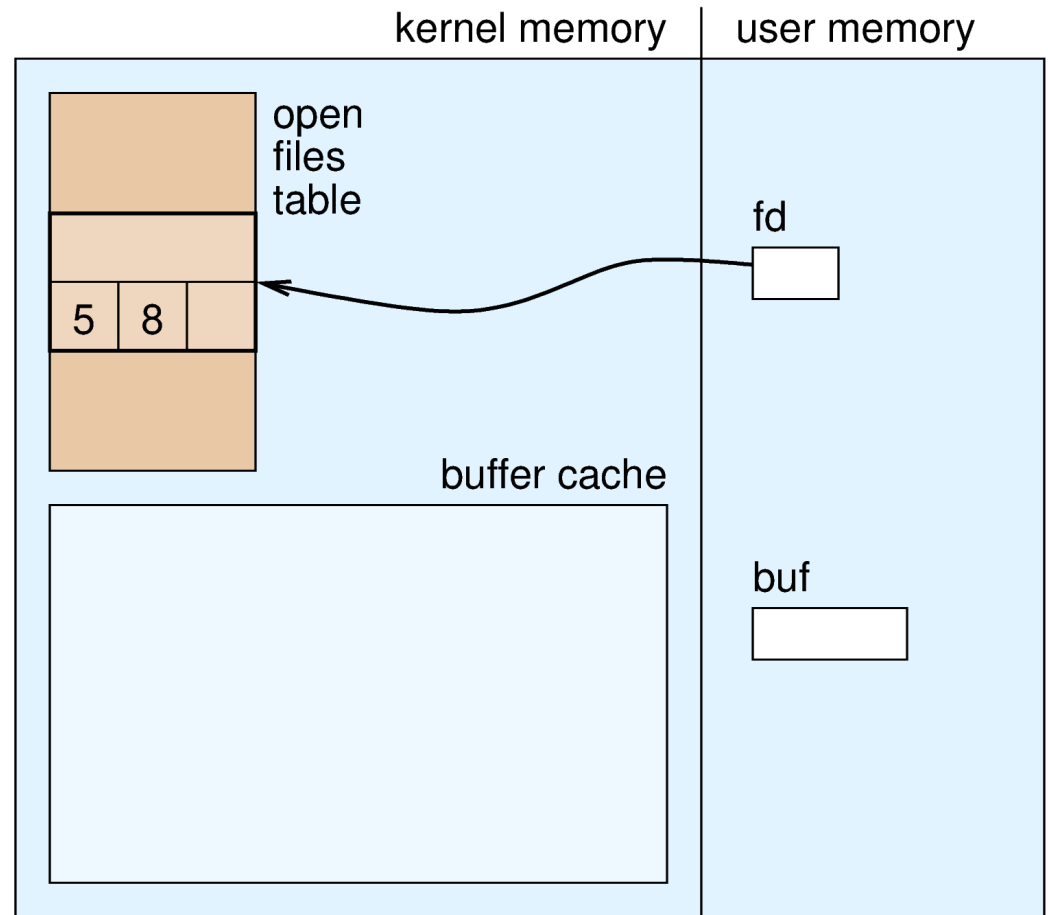 kernel memory
user memory
open
files
table
fd
5 8
buffer cache
buf